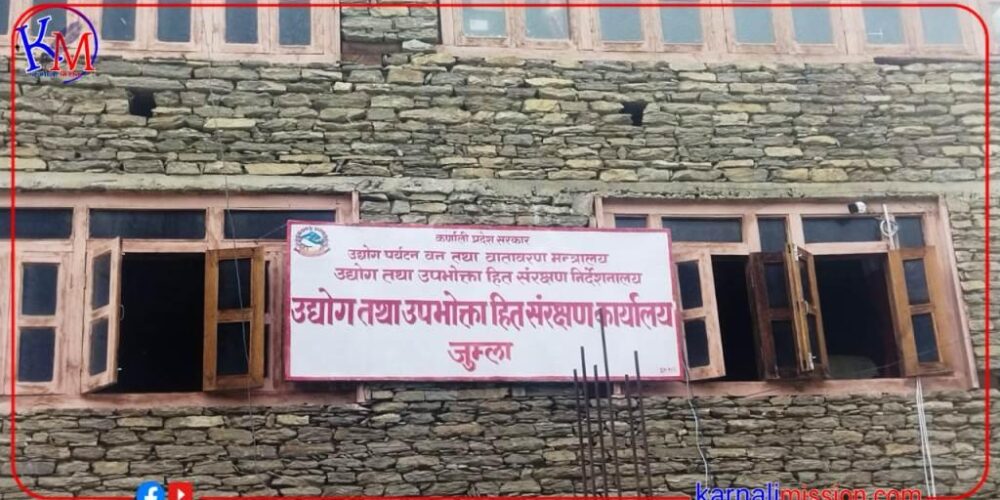 KM
कर्णाली प्रदेश सरकार
उद्योग पर्यटन वन तथा वातावरण मन्त्रालय
उद्योग तथा उपभोक्ता हित संरक्षण निर्देशनालय
उद्योग तथा उपभोक्ता हित संरक्षण कार्यालय
जुम्ला
karnalimission.com